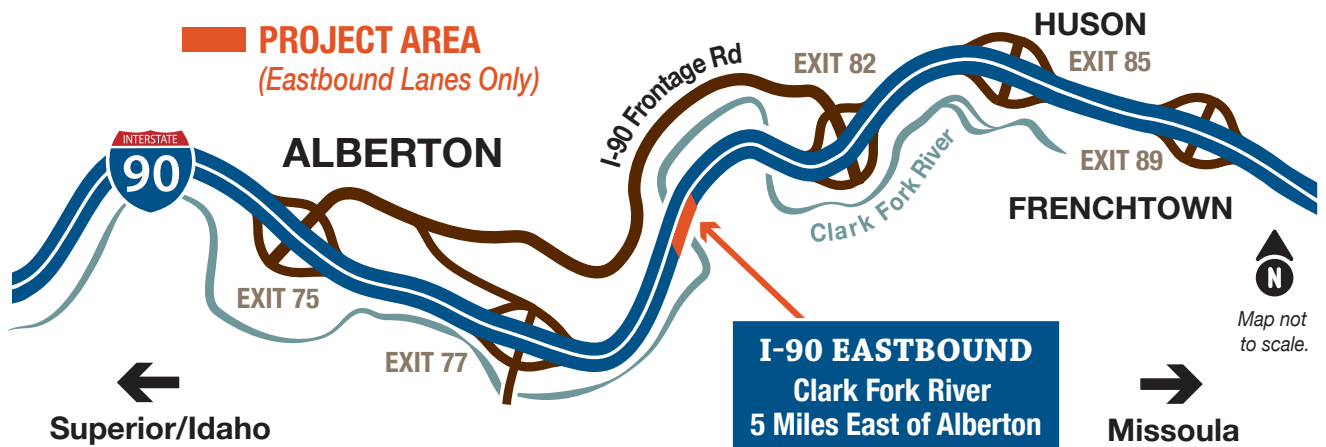 PROJECT AREA
(Eastbound Lanes Only)
INTERSTATE
90
ALBERTON
I-90 Frontage Rd
EXIT 82
HUSON
EXIT 85
EXIT 89
FRENCHTOWN
Clark Fork River
EXIT 75
EXIT 77
N
Map not
to scale.
I-90 EASTBOUND
Clark Fork River
5 Miles East of Alberton
Superior/Idaho
Missoula